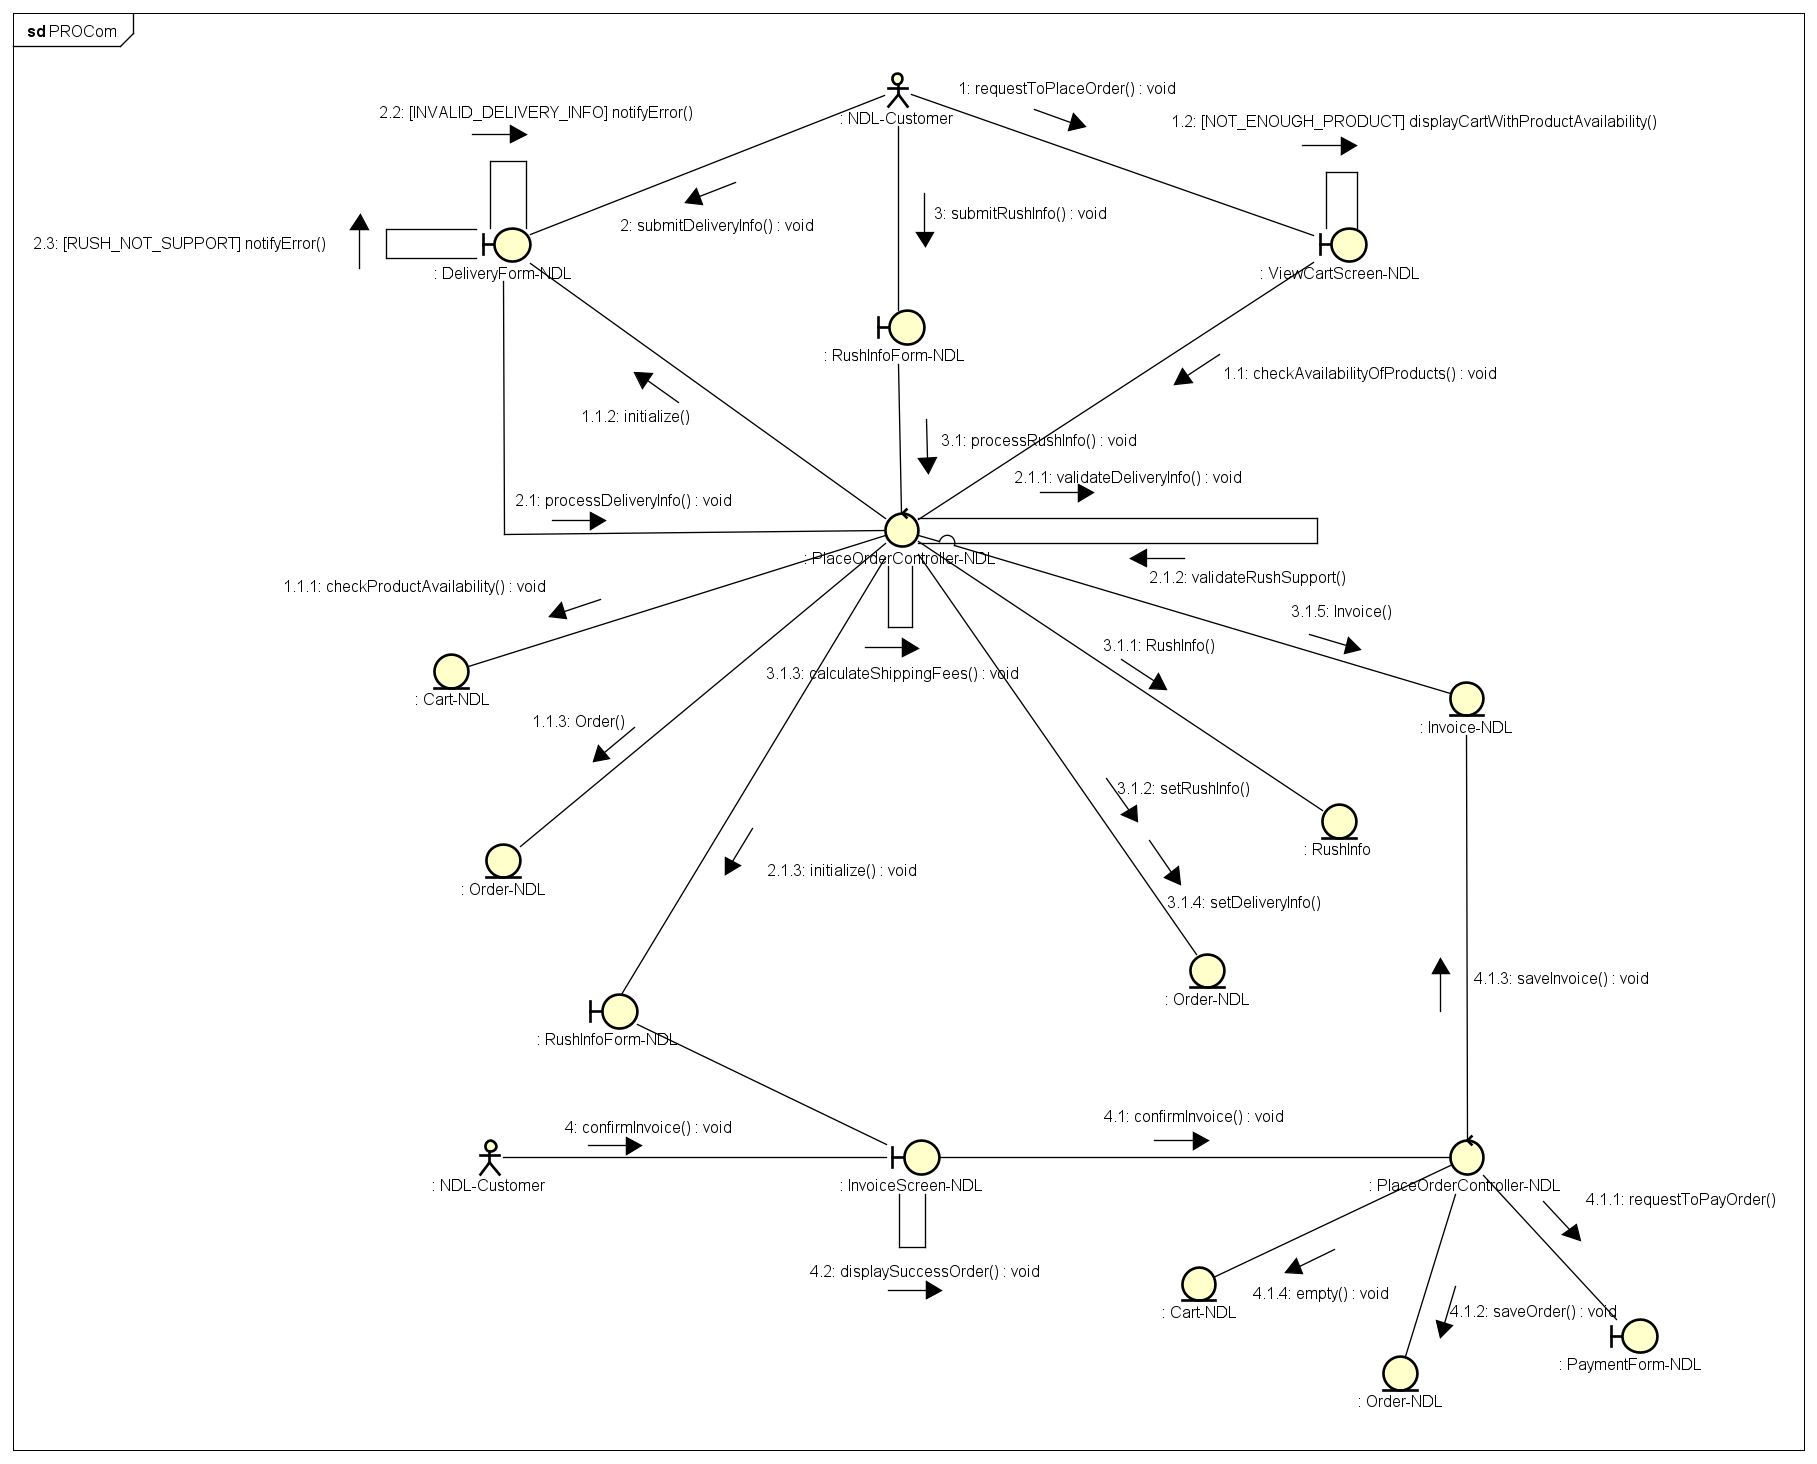 sd PROCom
1: requestToPlaceOrder() : void
2.2: [INVALID_DELIVERY_INFO] notifyError()
: NDL-Customer
1.2: [NOT_ENOUGH_PRODUCT] displayCartWithProductAvailability()
3: submitRushInfo() : void
2: submitDeliveryInfo() : void
2.3: [RUSH_NOT_SUPPORT] notifyError()
: DeliveryForm-NDL
: ViewCartScreen-NDL
: RushInfoForm-NDL
1.1: checkAvailabilityOfProducts() : void
1.1.2: initialize()
3.1: processRushInfo() : void
2.1.1: validateDeliveryInfo() : void
2.1: processDeliveryInfo() : void
: PlaceOrderController-NDL
2.1.2: validateRushSupport()
1.1.1: checkProductAvailability() : void
3.1.5: Invoice()
3.1.1: RushInfo()
3.1.3: calculateShippingFees() : void
: Cart-NDL
1.1.3: Order()
: Invoice-NDL
3.1.2: setRushInfo()
: RushInfo
2.1.3: initialize() : void
: Order-NDL
3.1.4: setDeliveryInfo()
4.1.3: saveInvoice() : void
: Order-NDL
: RushInfoForm-NDL
4.1: confirmInvoice() : void
4: confirmInvoice() : void
: NDL-Customer
: InvoiceScreen-NDL
: PlaceOrderController-NDL
4.1.1: requestToPayOrder()
4.2: displaySuccessOrder() : void
4.1.4: empty() : void
: Cart-NDL
4.1.2: saveOrder() : void
: PaymentForm-NDL
: Order-NDL